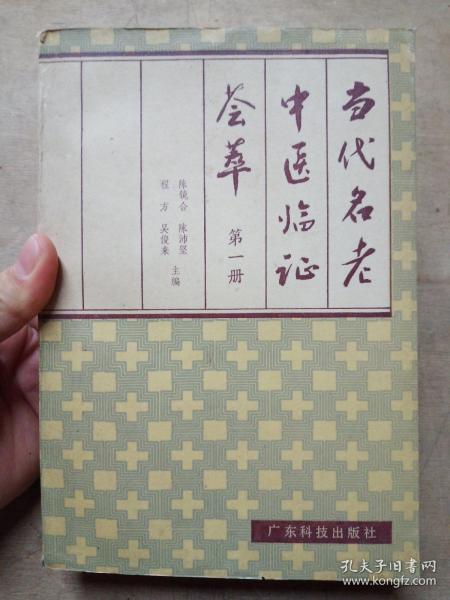 当代名老
中医临证
荟萃
第一册
陈镜合 陈沛坚
程方 吴俊来
主编
广东科技出版社
孔夫子旧书网
kongfz.com